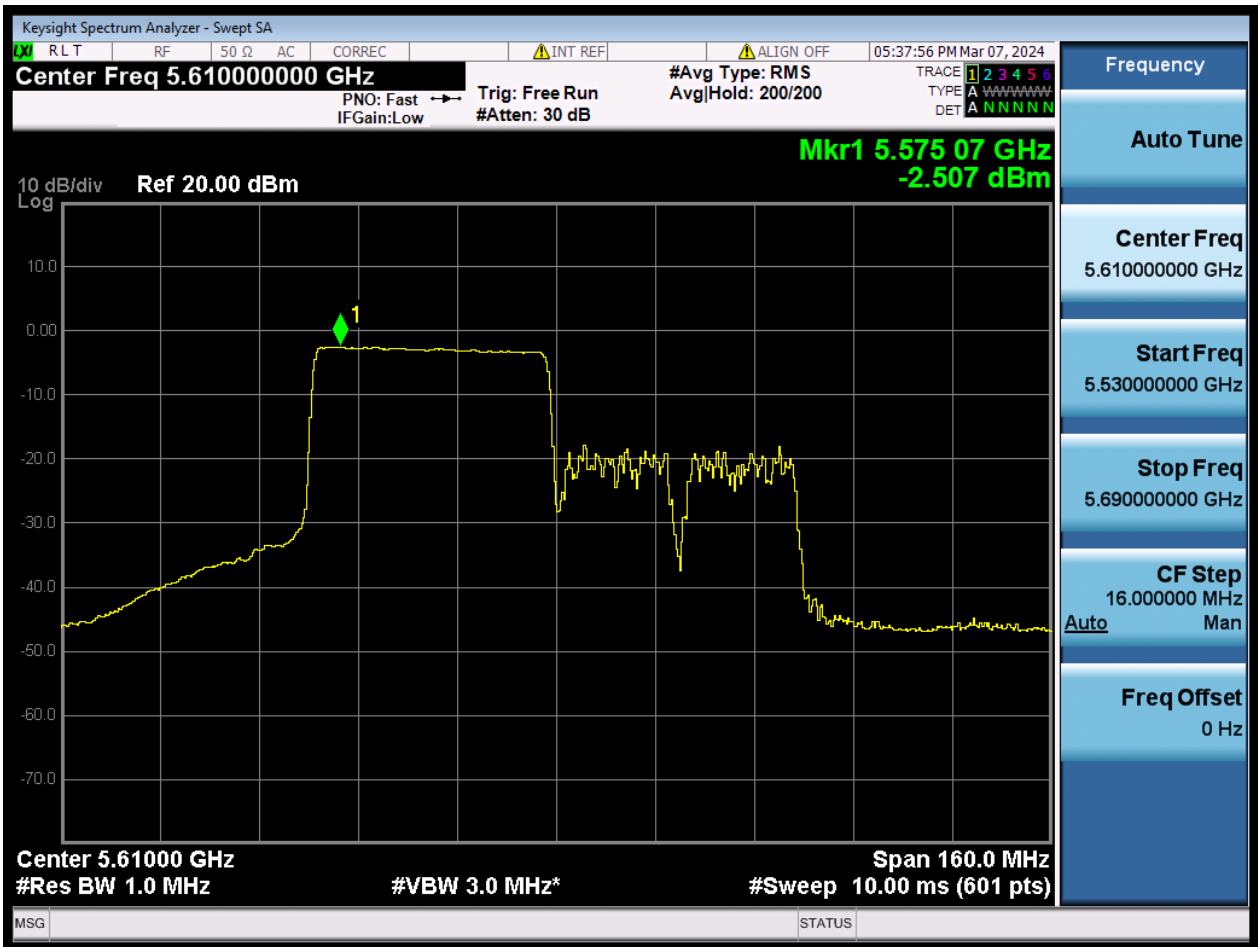 Keysight Spectrum Analyzer - Swept SA
LXI RLT RF 50 Ω AC CORREC INT REF ALIGN OFF 05:37:56 PM Mar 07, 2024
Center Freq 5.610000000 GHz
PNO: Fast
IFGain:Low
Trig: Free Run
#Atten: 30 dB
#Avg Type: RMS
Avg|Hold: 200/200
TRACE 1 2 3 4 5 6
TYPE A WWWWW
DET A N N N N N
Mkr1 5.575 07 GHz
-2.507 dBm
10 dB/div Ref 20.00 dBm
Log
10.0
0.00
-10.0
-20.0
-30.0
-40.0
-50.0
-60.0
-70.0
1
Center 5.61000 GHz Span 160.0 MHz
#Res BW 1.0 MHz #VBW 3.0 MHz* #Sweep 10.00 ms (601 pts)
MSG STATUS
Frequency
Auto Tune
Center Freq
5.610000000 GHz
Start Freq
5.530000000 GHz
Stop Freq
5.690000000 GHz
CF Step
16.000000 MHz
Auto Man
Freq Offset
0 Hz